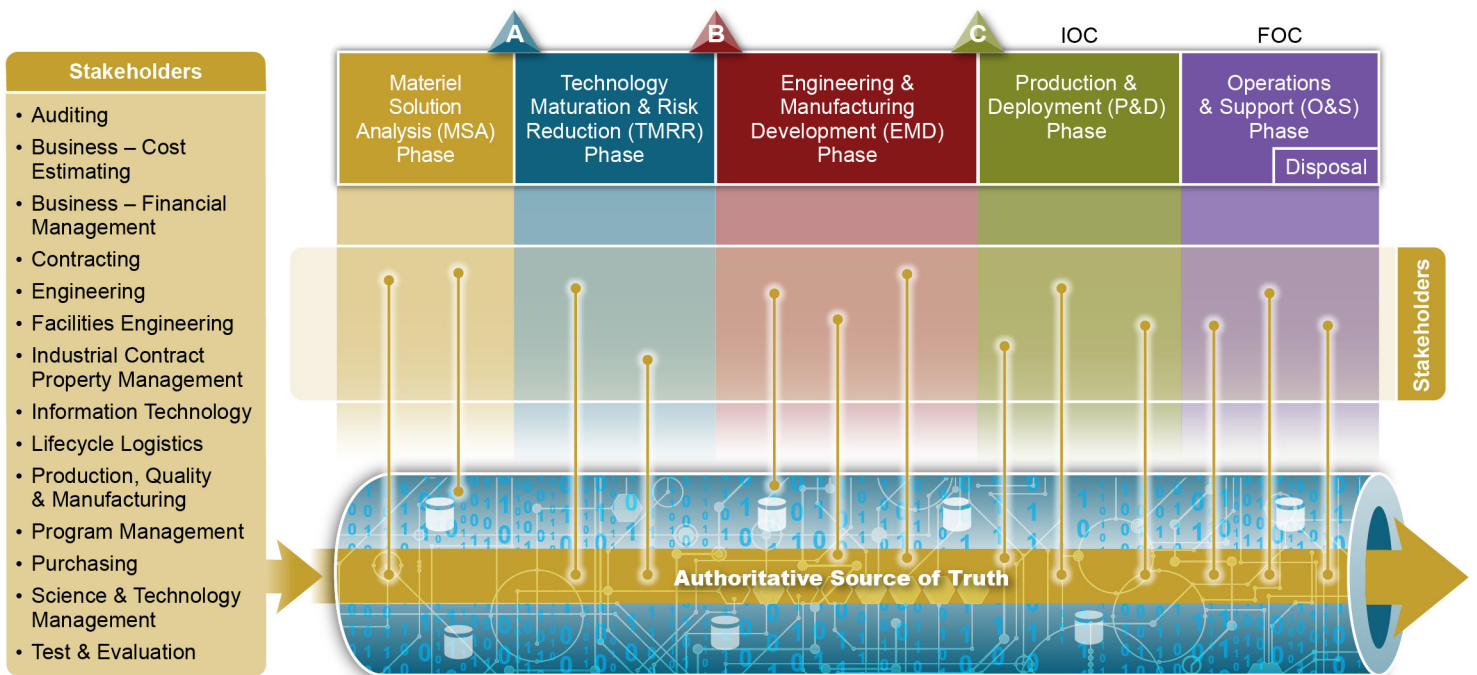 Stakeholders
• Auditing
• Business – Cost
Estimating
• Business – Financial
Management
• Contracting
• Engineering
• Facilities Engineering
• Industrial Contract
Property Management
• Information Technology
• Lifecycle Logistics
• Production, Quality
& Manufacturing
• Program Management
• Purchasing
• Science & Technology
Management
• Test & Evaluation
A
B
C
IOC
FOC
Materiel
Solution
Analysis (MSA)
Phase
Technology
Maturation & Risk
Reduction (TMRR)
Phase
Engineering &
Manufacturing
Development (EMD)
Phase
Production &
Deployment (P&D)
Phase
Operations
& Support (O&S)
Phase
Disposal
Stakeholders
Authoritative Source of Truth